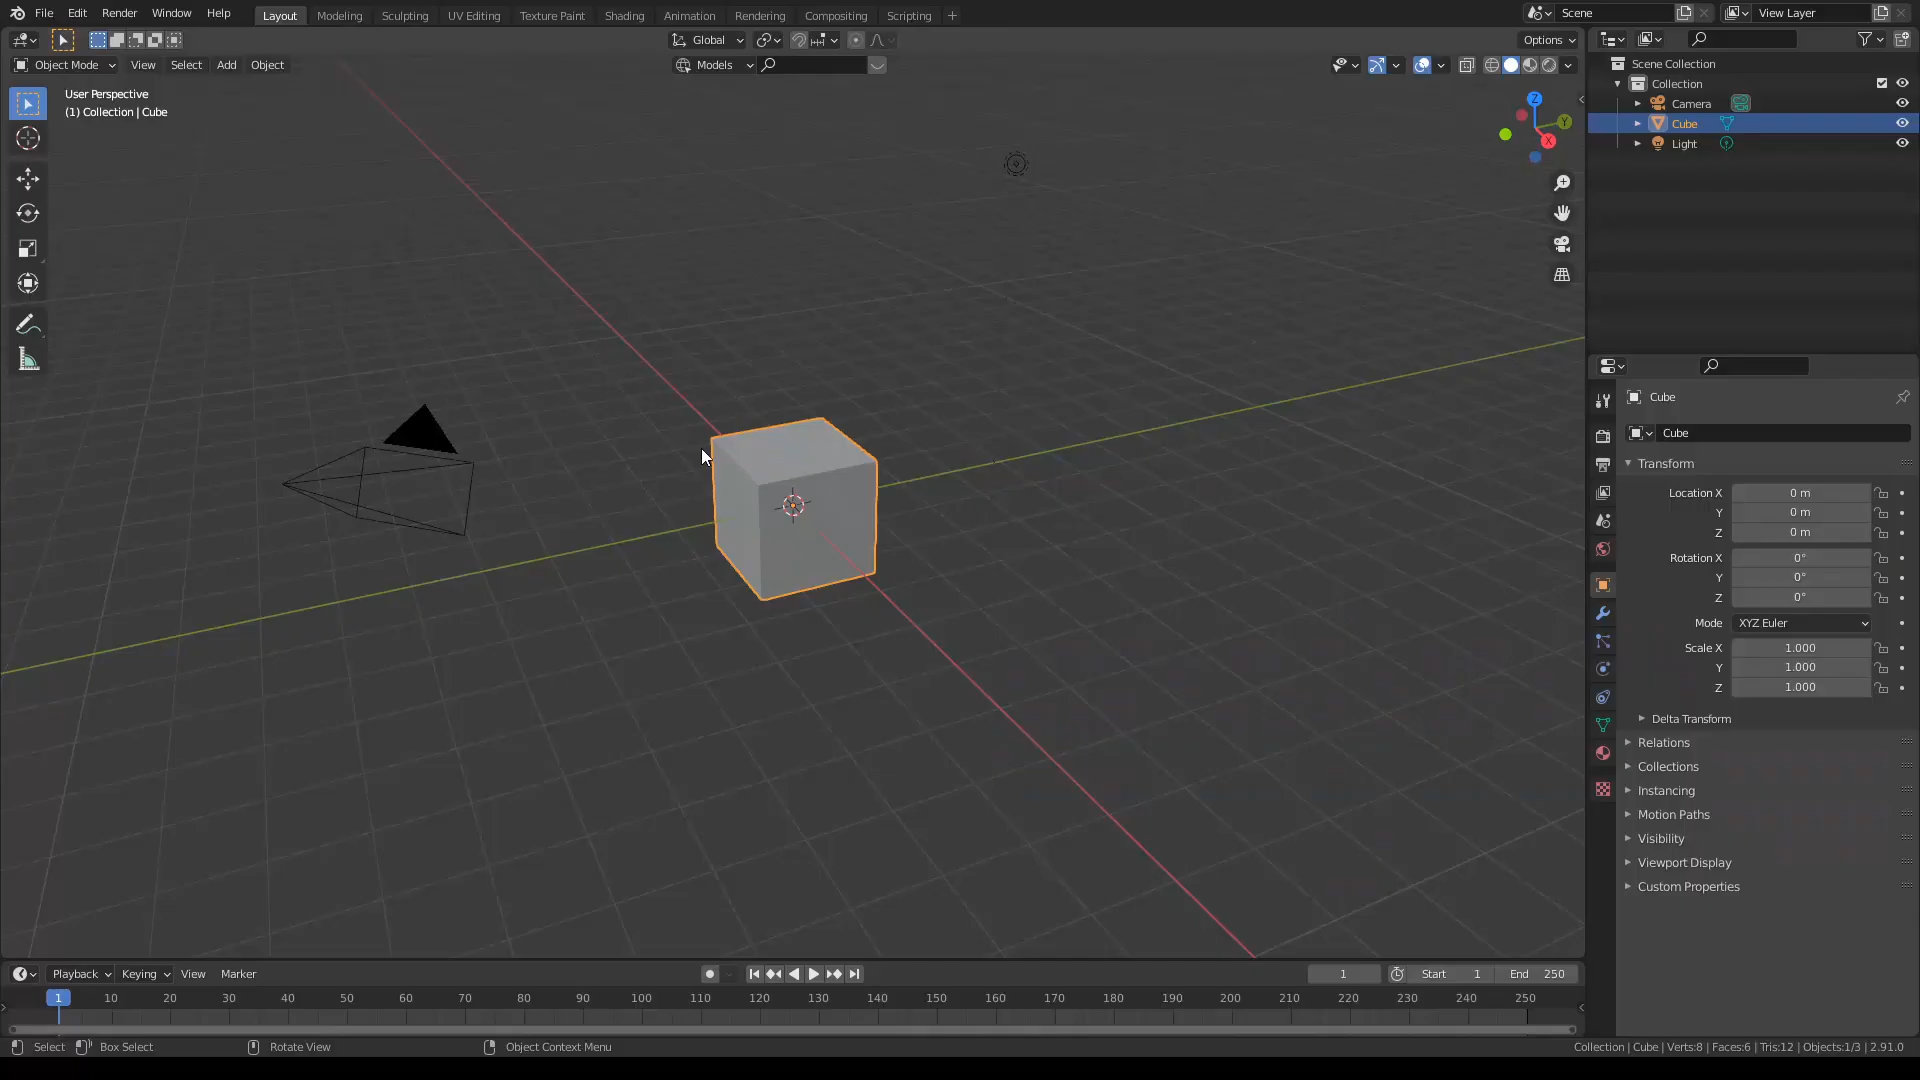 File Edit Render Window Help Layout Modeling Sculpting UV Editing Texture Paint Shading Animation Rendering Compositing Scripting + Scene View Layer
Global Options
Object Mode View Select Add Object Models
User Perspective
(1) Collection | Cube
Z
Y
X
Scene Collection
Collection
Camera
Cube
Light
Cube
Cube
Transform
Location X 0 m
Y 0 m
Z 0 m
Rotation X 0°
Y 0°
Z 0°
Mode XYZ Euler
Scale X 1.000
Y 1.000
Z 1.000
Delta Transform
Relations
Collections
Instancing
Motion Paths
Visibility
Viewport Display
Custom Properties
Playback Keying View Marker 1 Start 1 End 250
1 10 20 30 40 50 60 70 80 90 100 110 120 130 140 150 160 170 180 190 200 210 220 230 240 250
Select Box Select Rotate View Object Context Menu Collection | Cube | Verts:8 | Faces:6 | Tris:12 | Objects:1/3 | 2.91.0